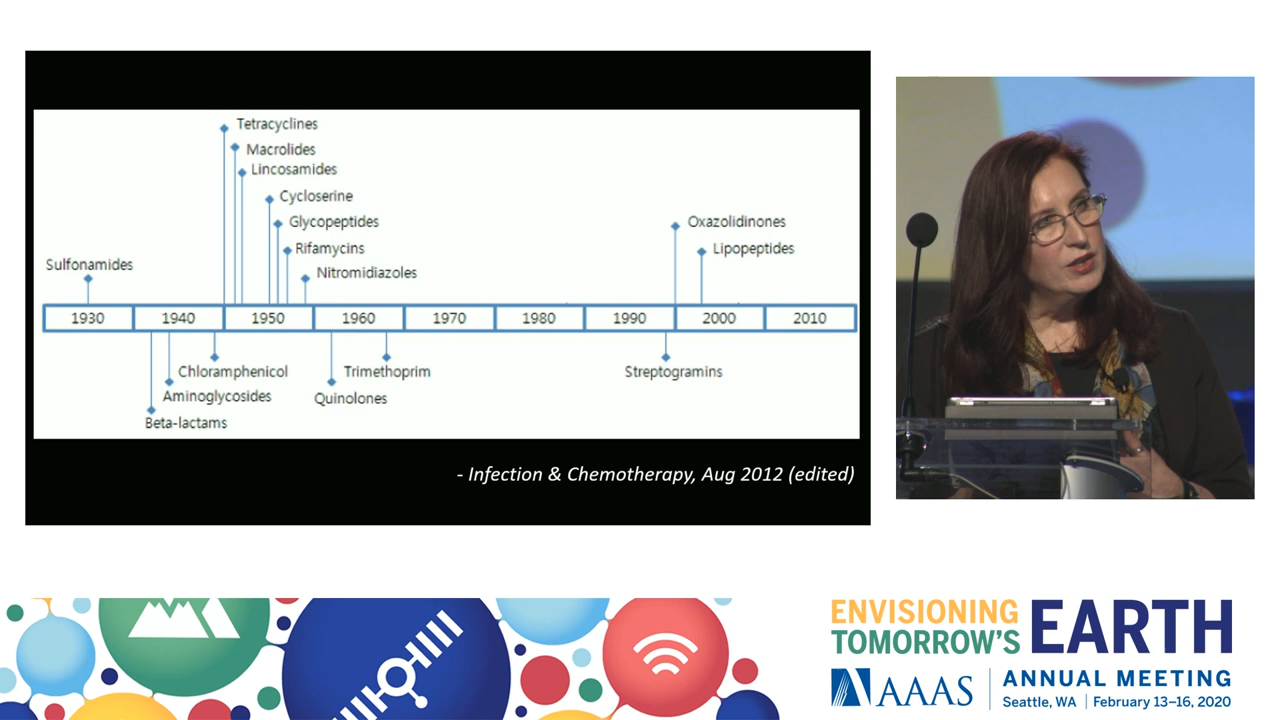 Tetracyclines
Macrolides
Lincosamides
Cycloserine
Glycopeptides
Rifamycins
Nitromidiazoles
Sulfonamides
Oxazolidinones
Lipopeptides
1930 1940 1950 1960 1970 1980 1990 2000 2010
Chloramphenicol
Aminoglycosides
Beta-lactams
Trimethoprim
Quinolones
Streptogramins
- Infection & Chemotherapy, Aug 2012 (edited)
ENVISIONING
TOMORROW'S
EARTH
AAAS
ANNUAL MEETING
Seattle, WA | February 13–16, 2020